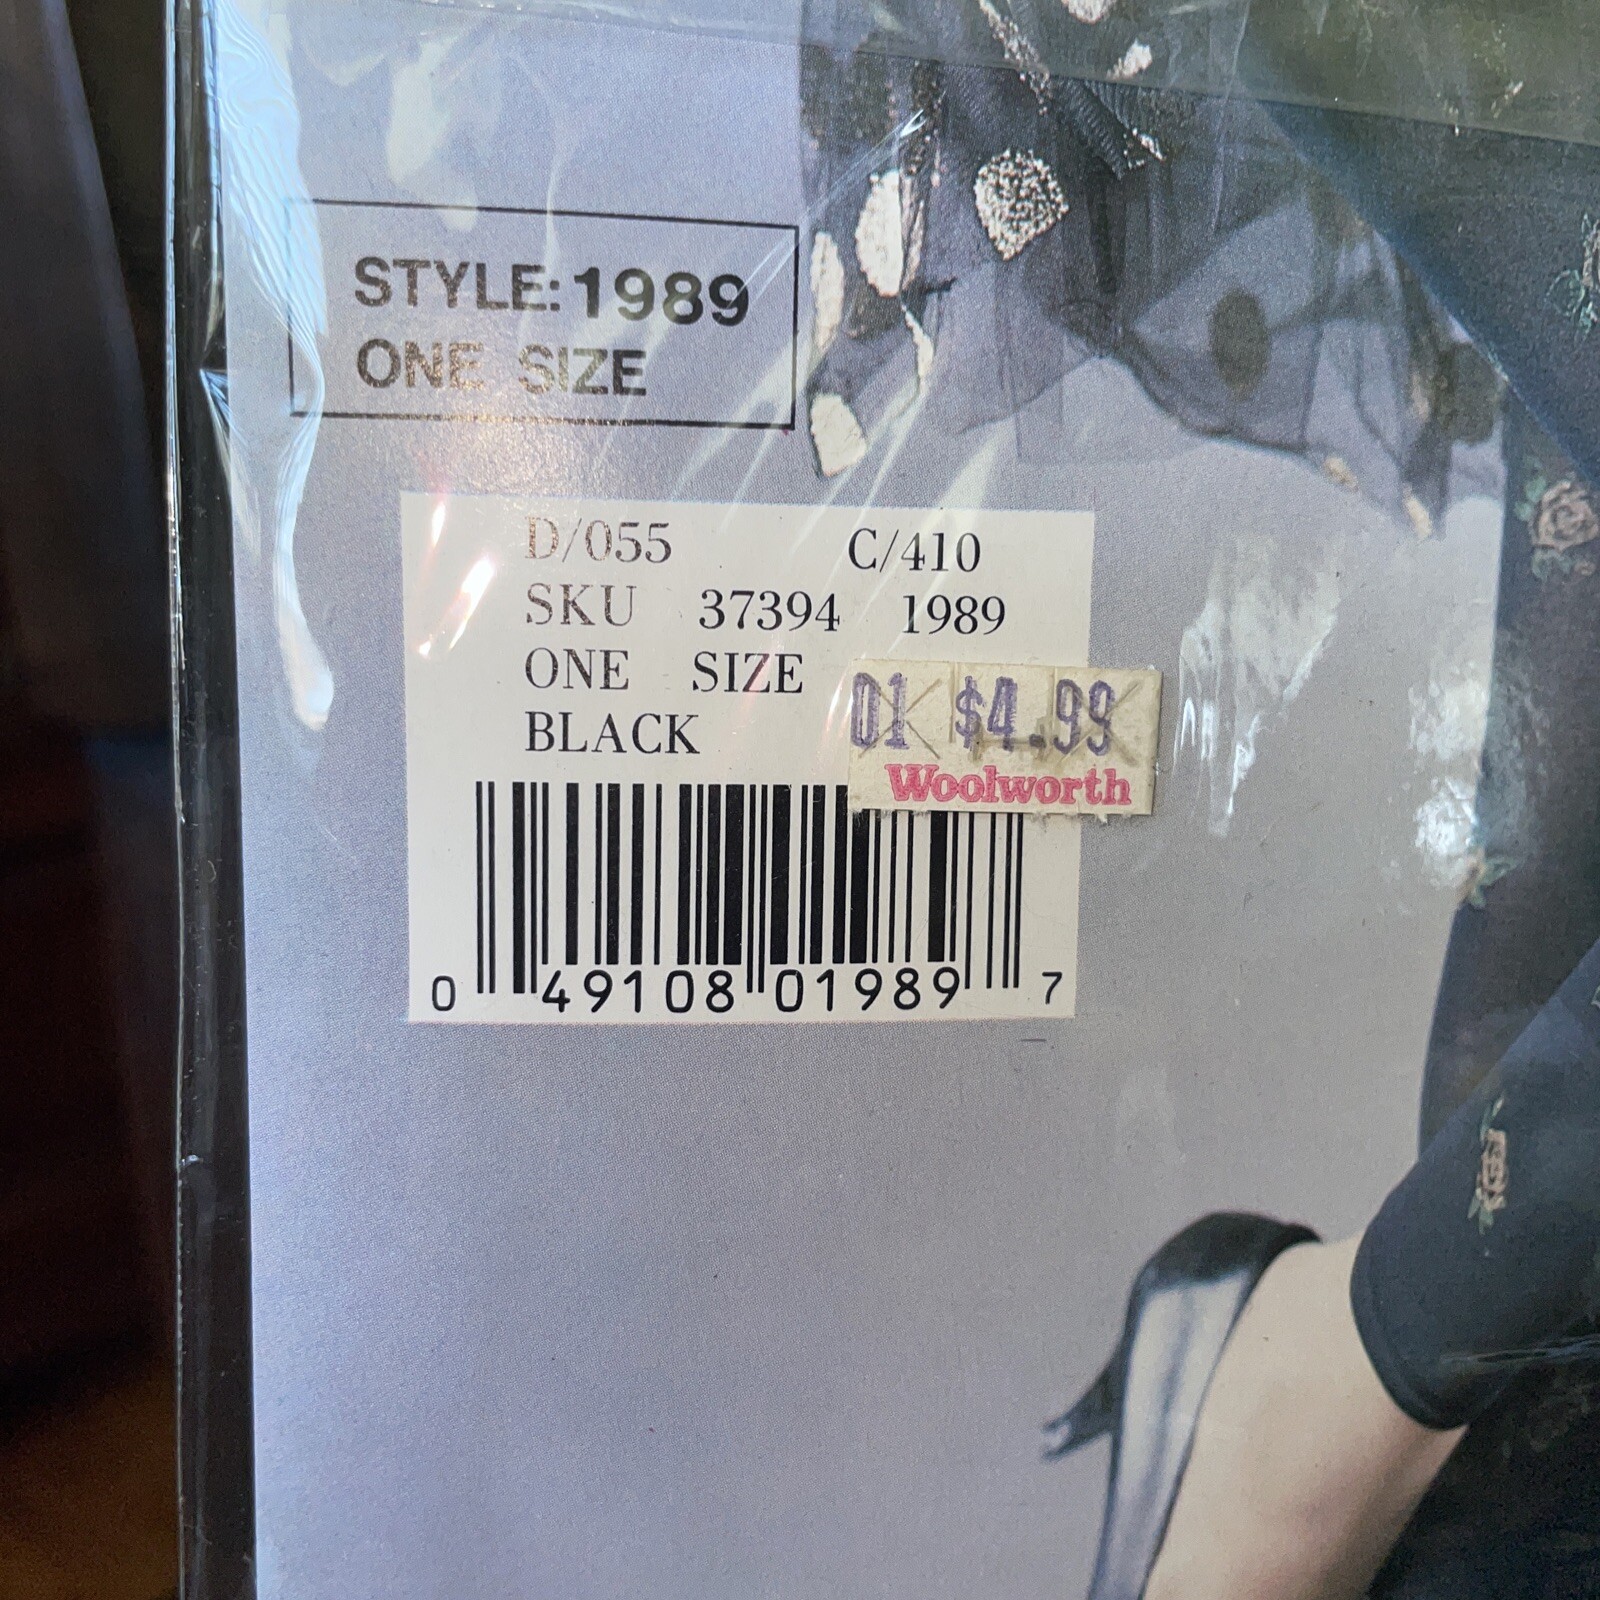 STYLE: 1989
ONE SIZE
D/055 C/410
SKU 37394 1989
ONE SIZE
BLACK
01 $4.99
Woolworth
0 49108 01989 7